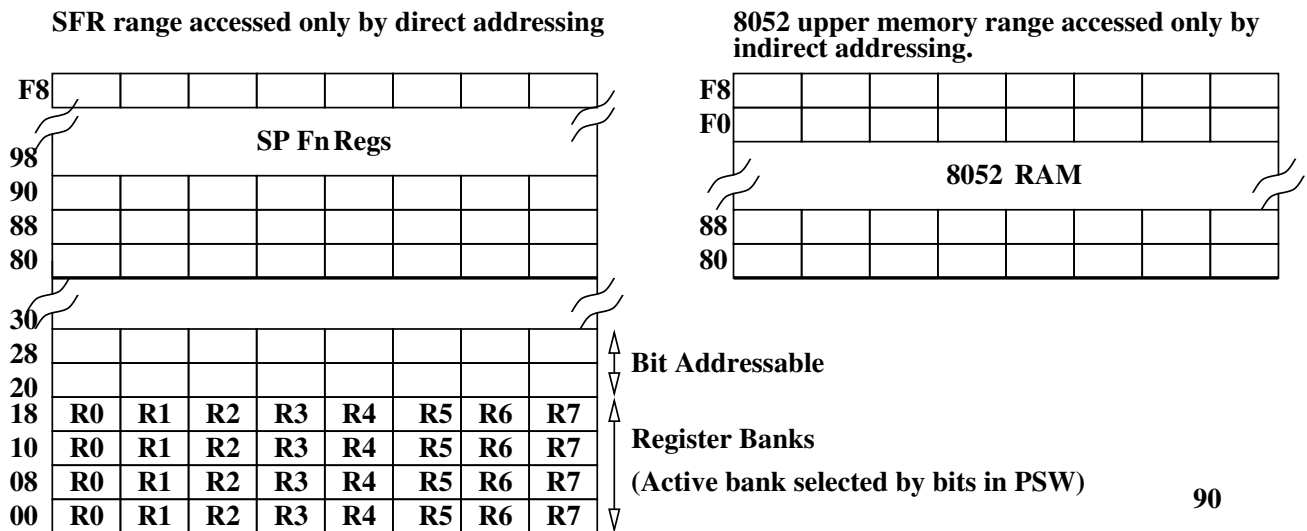 SFR range accessed only by direct addressing
8052 upper memory range accessed only by
indirect addressing.
F8
SP Fn Regs
98
90
88
80
30
28
20
18 R0 R1 R2 R3 R4 R5 R6 R7
10 R0 R1 R2 R3 R4 R5 R6 R7
08 R0 R1 R2 R3 R4 R5 R6 R7
00 R0 R1 R2 R3 R4 R5 R6 R7
F8
F0
8052 RAM
88
80
Bit Addressable
Register Banks
(Active bank selected by bits in PSW)
90